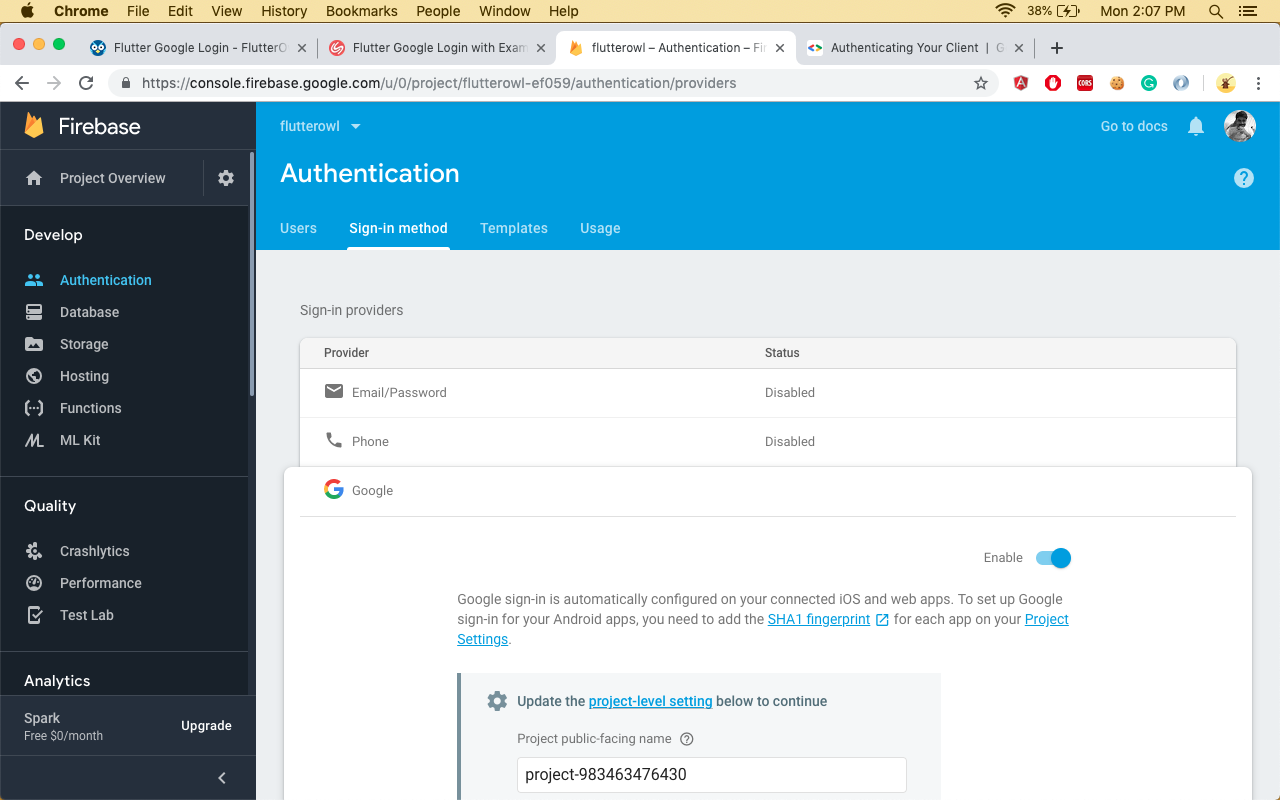 Chrome File Edit View History Bookmarks People Window Help 38% Mon 2:07 PM
Flutter Google Login - FlutterO Flutter Google Login with Exam flutterowl – Authentication – Fir Authenticating Your Client | G
https://console.firebase.google.com/u/0/project/flutterowl-ef059/authentication/providers CORS
Firebase
flutterowl Go to docs
Project Overview
Authentication
?
Users Sign-in method Templates Usage
Develop
Authentication
Database
Storage
Hosting
Functions
ML Kit
Quality
Crashlytics
Performance
Test Lab
Analytics
Spark
Free $0/month
Upgrade
Sign-in providers
Provider Status
Email/Password Disabled
Phone Disabled
Google
Enable
Google sign-in is automatically configured on your connected iOS and web apps. To set up Google
sign-in for your Android apps, you need to add the SHA1 fingerprint for each app on your Project
Settings.
Update the project-level setting below to continue
Project public-facing name ?
project-983463476430